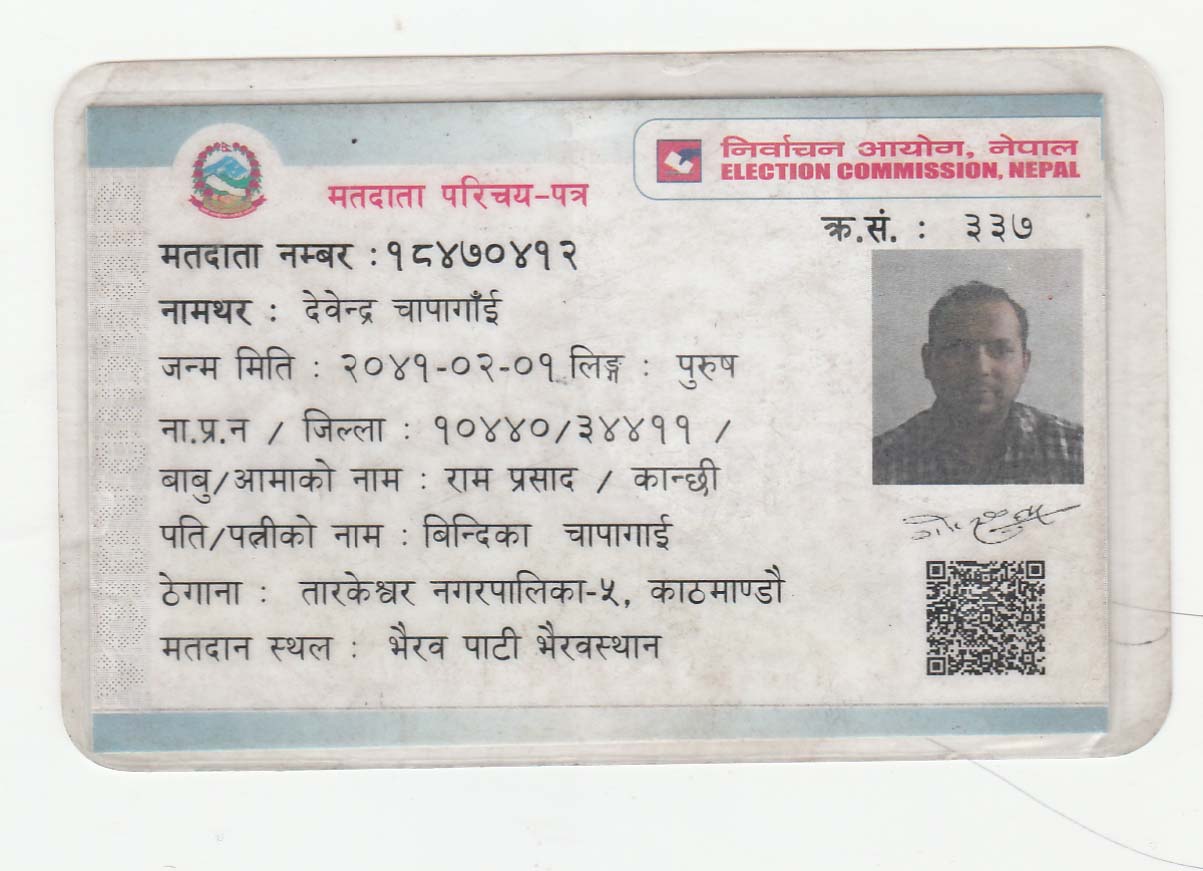 निर्वाचन आयोग, नेपाल
ELECTION COMMISSION, NEPAL
मतदाता परिचय-पत्र
क्र.सं. : ३३७
मतदाता नम्बर : १८४७०४१२
नामथर : देवेन्द्र चापागाँई
जन्म मिति : २०४१-०२-०१ लिङ्ग : पुरुष
ना.प्र.न / जिल्ला : १०४४०/३४४११ /
बाबु/आमाको नाम : राम प्रसाद / कान्छी
पति/पत्नीको नाम : बिन्दिका चापागाई
ठेगाना : तारकेश्वर नगरपालिका-५, काठमाण्डौ
मतदान स्थल : भैरव पाटी भैरवस्थान